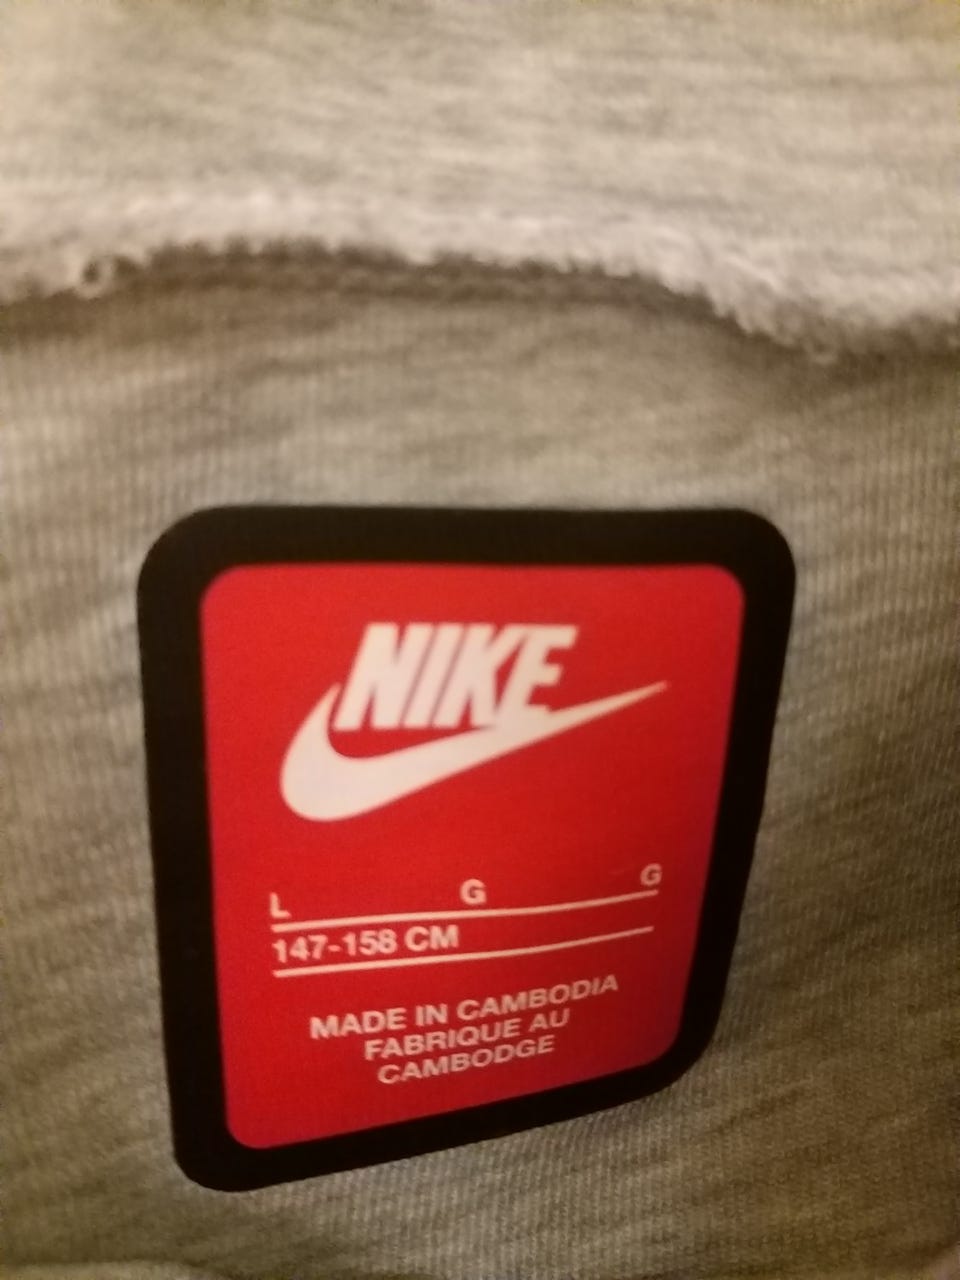 NIKE
L G G
147-158 CM
MADE IN CAMBODIA
FABRIQUE AU
CAMBODGE